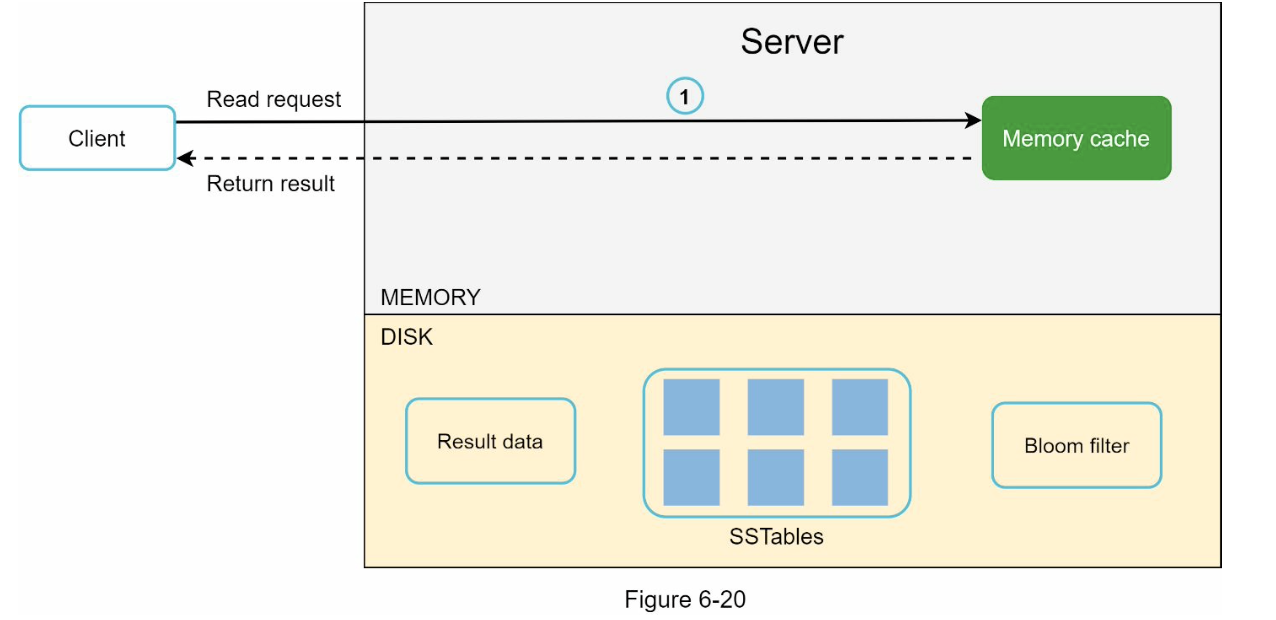 Server
Read request
1
Client
Memory cache
Return result
MEMORY
DISK
Result data
Bloom filter
SSTables
Figure 6-20